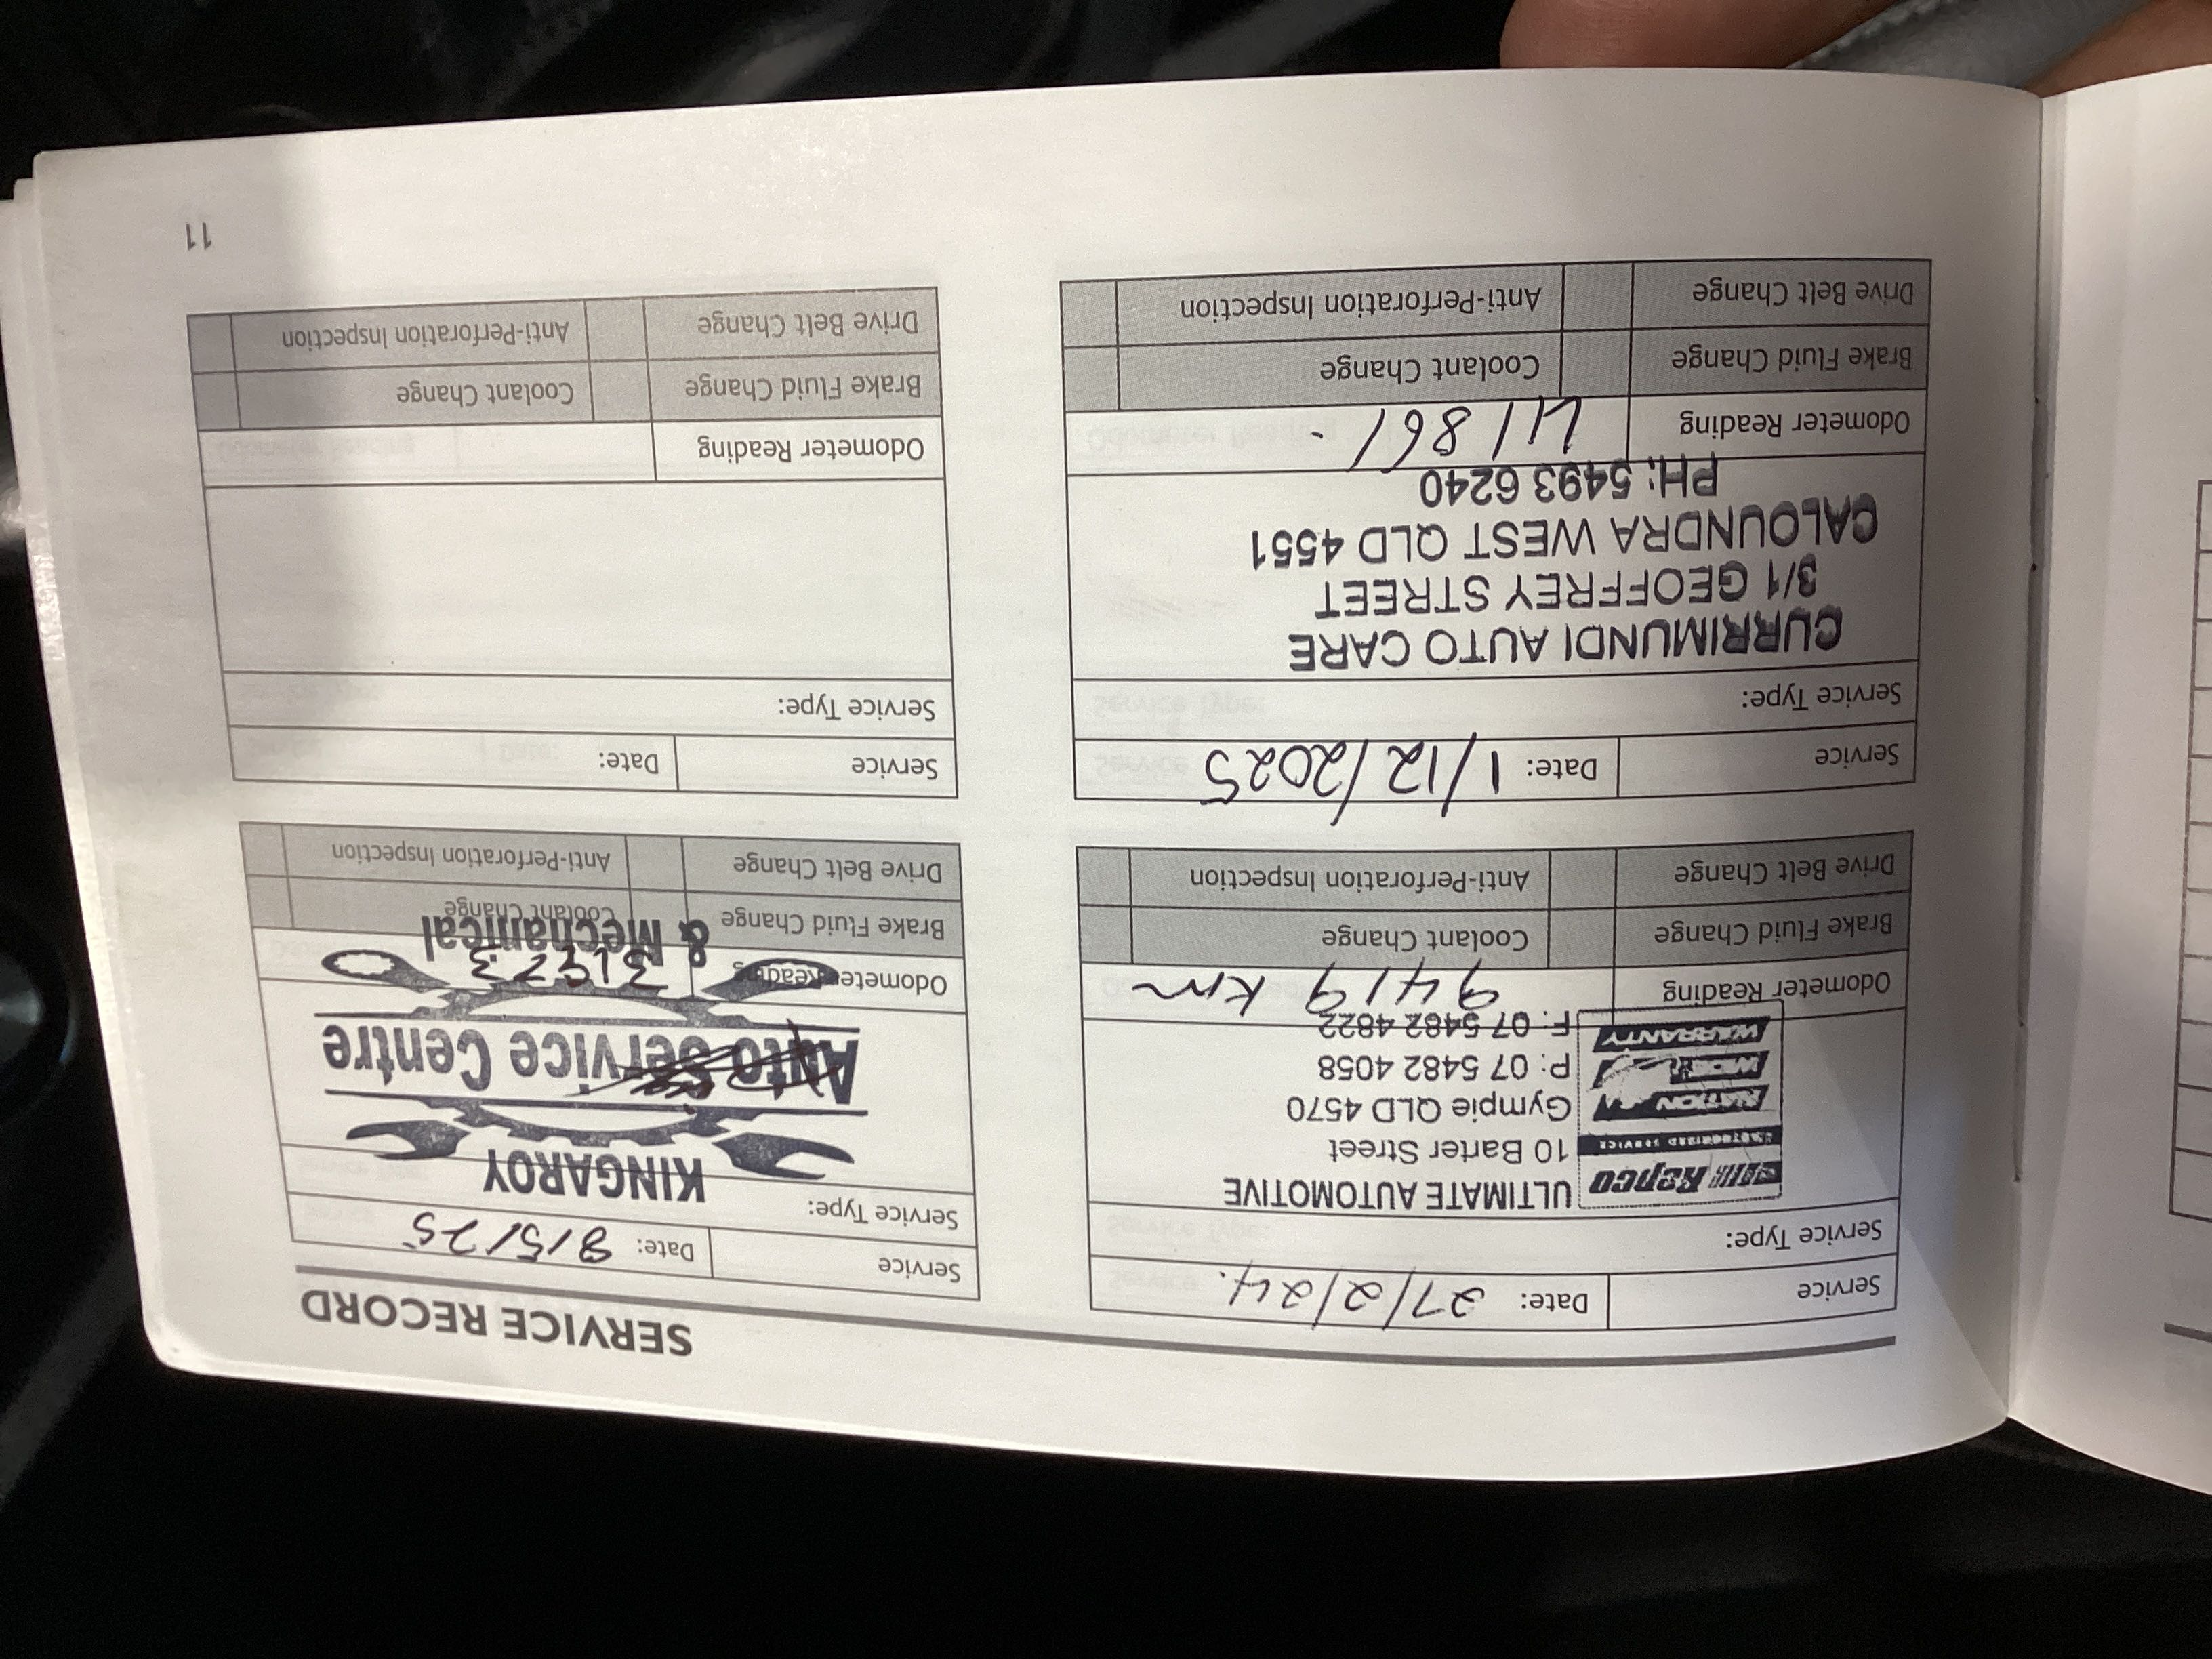 SERVICE RECORD
Service Date: 27/2/24.
Service Type:
Repco
AUTHORISED SERVICE
NATION
WIDE
WARRANTY
ULTIMATE AUTOMOTIVE
10 Barter Street
Gympie QLD 4570
P: 07 5482 4058
F: 07 5482 4822
Odometer Reading 9419 km
Brake Fluid Change Coolant Change
Drive Belt Change Anti-Perforation Inspection
Service Date: 8/5/25
Service Type:
KINGAROY
Auto Service Centre
& Mechanical
Odometer Reading
Brake Fluid Change Coolant Change
Drive Belt Change Anti-Perforation Inspection
Service Date: 1/12/2025
Service Type:
CURRIMUNDI AUTO CARE
3/1 GEOFFREY STREET
CALOUNDRA WEST QLD 4551
PH: 5493 6240
Odometer Reading 41861.
Brake Fluid Change Coolant Change
Drive Belt Change Anti-Perforation Inspection
Service Date:
Service Type:
Odometer Reading
Brake Fluid Change Coolant Change
Drive Belt Change Anti-Perforation Inspection
11